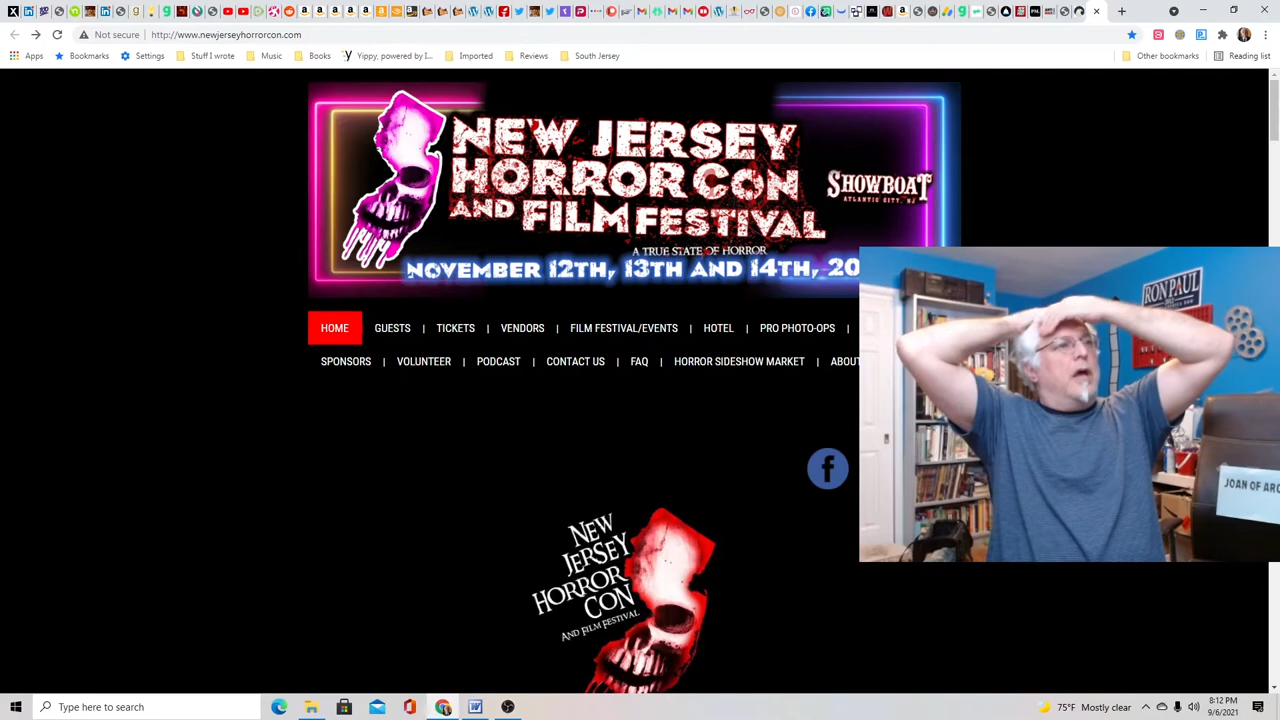 Not secure | http://www.newjerseyhorrorcon.com
Apps Bookmarks Settings Stuff I wrote Music Books Yippy, powered by I... Imported Reviews South Jersey Other bookmarks Reading list
NEW JERSEY
HORROR CON
AND FILM FESTIVAL
SHOWBOAT
ATLANTIC CITY, NJ
A TRUE STATE OF HORROR
NOVEMBER 12TH, 13TH AND 14TH, 20
HOME GUESTS | TICKETS | VENDORS | FILM FESTIVAL/EVENTS | HOTEL | PRO PHOTO-OPS |
SPONSORS | VOLUNTEER | PODCAST | CONTACT US | FAQ | HORROR SIDESHOW MARKET | ABOUT
RON PAUL
JOAN OF ARC
f
NEW
JERSEY
HORROR
CON
AND FILM FESTIVAL
Type here to search
75°F Mostly clear
8:12 PM
9/6/2021